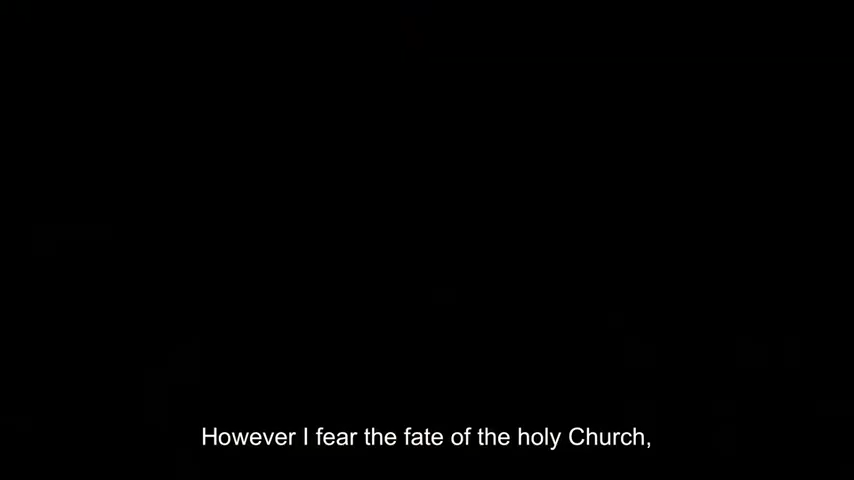 However I fear the fate of the holy Church,